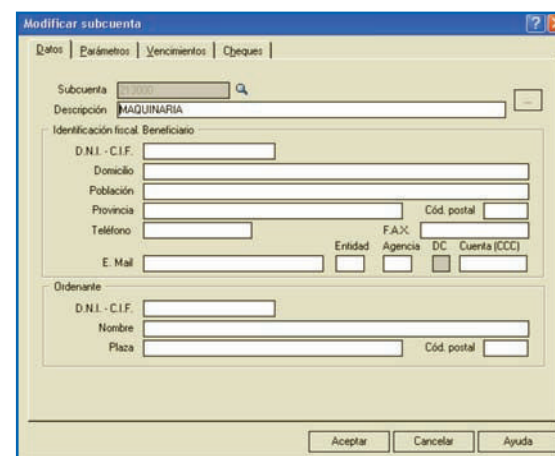 Modificar subcuenta
Datos Parámetros Vencimientos Cheques
Subcuenta 213000
Descripción MAQUINARIA
...
Identificación fiscal. Beneficiario
D.N.I. - C.I.F.
Domicilio
Población
Provincia Cód. postal
Teléfono F.A.X.
Entidad Agencia DC Cuenta (CCC)
E. Mail
Ordenante
D.N.I. - C.I.F.
Nombre
Plaza Cód. postal
Aceptar Cancelar Ayuda